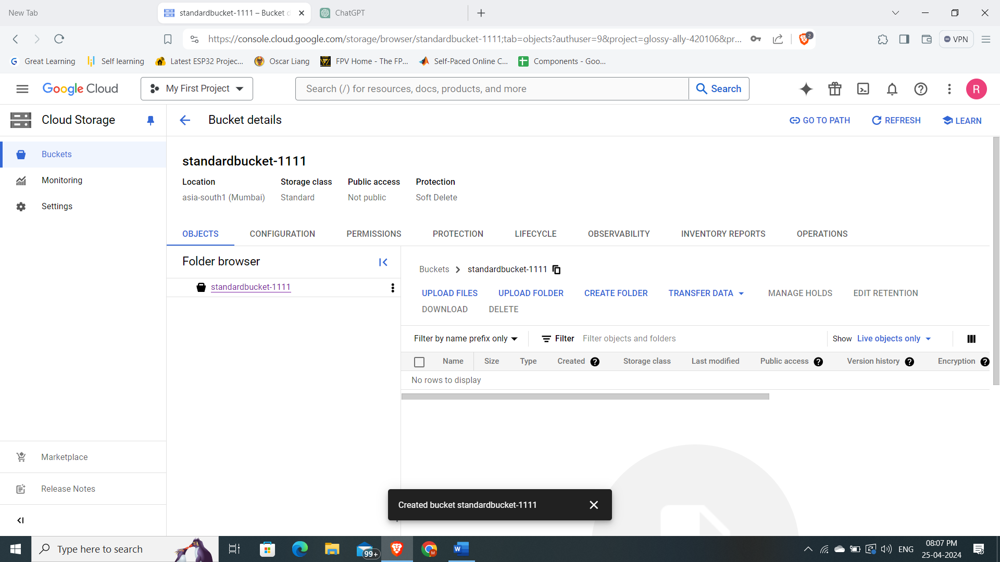 New Tab
standardbucket-1111 – Bucket d
ChatGPT
https://console.cloud.google.com/storage/browser/standardbucket-1111;tab=objects?authuser=9&project=glossy-ally-420106&pr...
2
VPN
Great Learning
Self learning
Latest ESP32 Projec...
Oscar Liang
FPV Home - The FP...
Self-Paced Online C...
Components - Goo...
Google Cloud
My First Project
Search (/) for resources, docs, products, and more
Search
R
Cloud Storage
Bucket details
GO TO PATH
REFRESH
LEARN
Buckets
Monitoring
Settings
Marketplace
Release Notes
standardbucket-1111
Location
Storage class
Public access
Protection
asia-south1 (Mumbai)
Standard
Not public
Soft Delete
OBJECTS
CONFIGURATION
PERMISSIONS
PROTECTION
LIFECYCLE
OBSERVABILITY
INVENTORY REPORTS
OPERATIONS
Folder browser
standardbucket-1111
Buckets
standardbucket-1111
UPLOAD FILES
UPLOAD FOLDER
CREATE FOLDER
TRANSFER DATA
MANAGE HOLDS
EDIT RETENTION
DOWNLOAD
DELETE
Filter by name prefix only
Filter
Filter objects and folders
Show
Live objects only
Name
Size
Type
Created
Storage class
Last modified
Public access
Version history
Encryption
No rows to display
Created bucket standardbucket-1111
Type here to search
99+
M
W
ENG
08:07 PM
25-04-2024